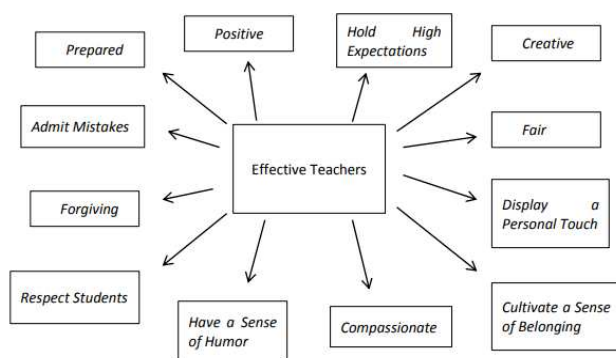 Prepared
Positive
Hold High
Expectations
Creative
Admit Mistakes
Effective Teachers
Fair
Forgiving
Display a
Personal Touch
Respect Students
Have a Sense
of Humor
Compassionate
Cultivate a Sense
of Belonging